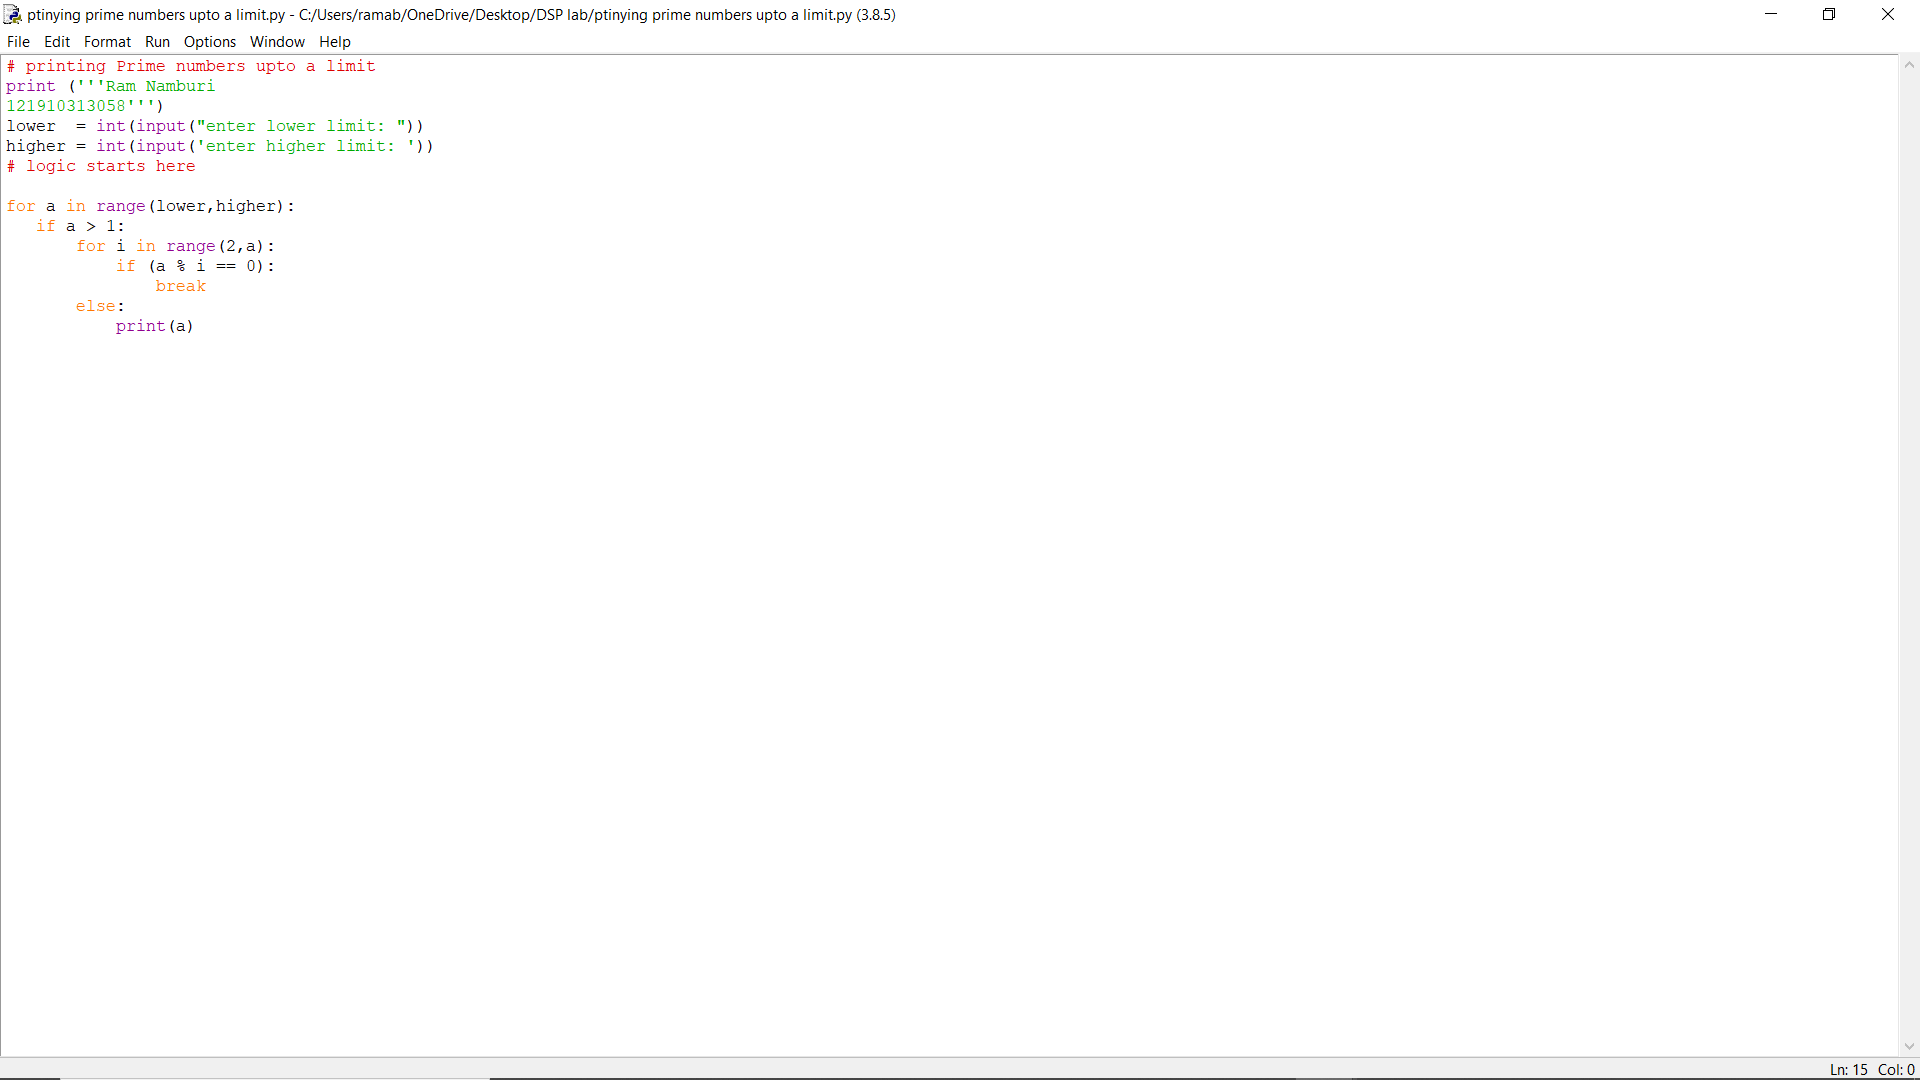 ptinying prime numbers upto a limit.py - C:/Users/ramab/OneDrive/Desktop/DSP lab/ptinying prime numbers upto a limit.py (3.8.5)
File Edit Format Run Options Window Help
# printing Prime numbers upto a limit
print ('''Ram Namburi
121910313058''')
lower  = int(input("enter lower limit: "))
higher = int(input('enter higher limit: '))
# logic starts here

for a in range(lower,higher):
   if a > 1:
       for i in range(2,a):
           if (a % i == 0):
               break
       else:
           print(a)
Ln: 15 Col: 0